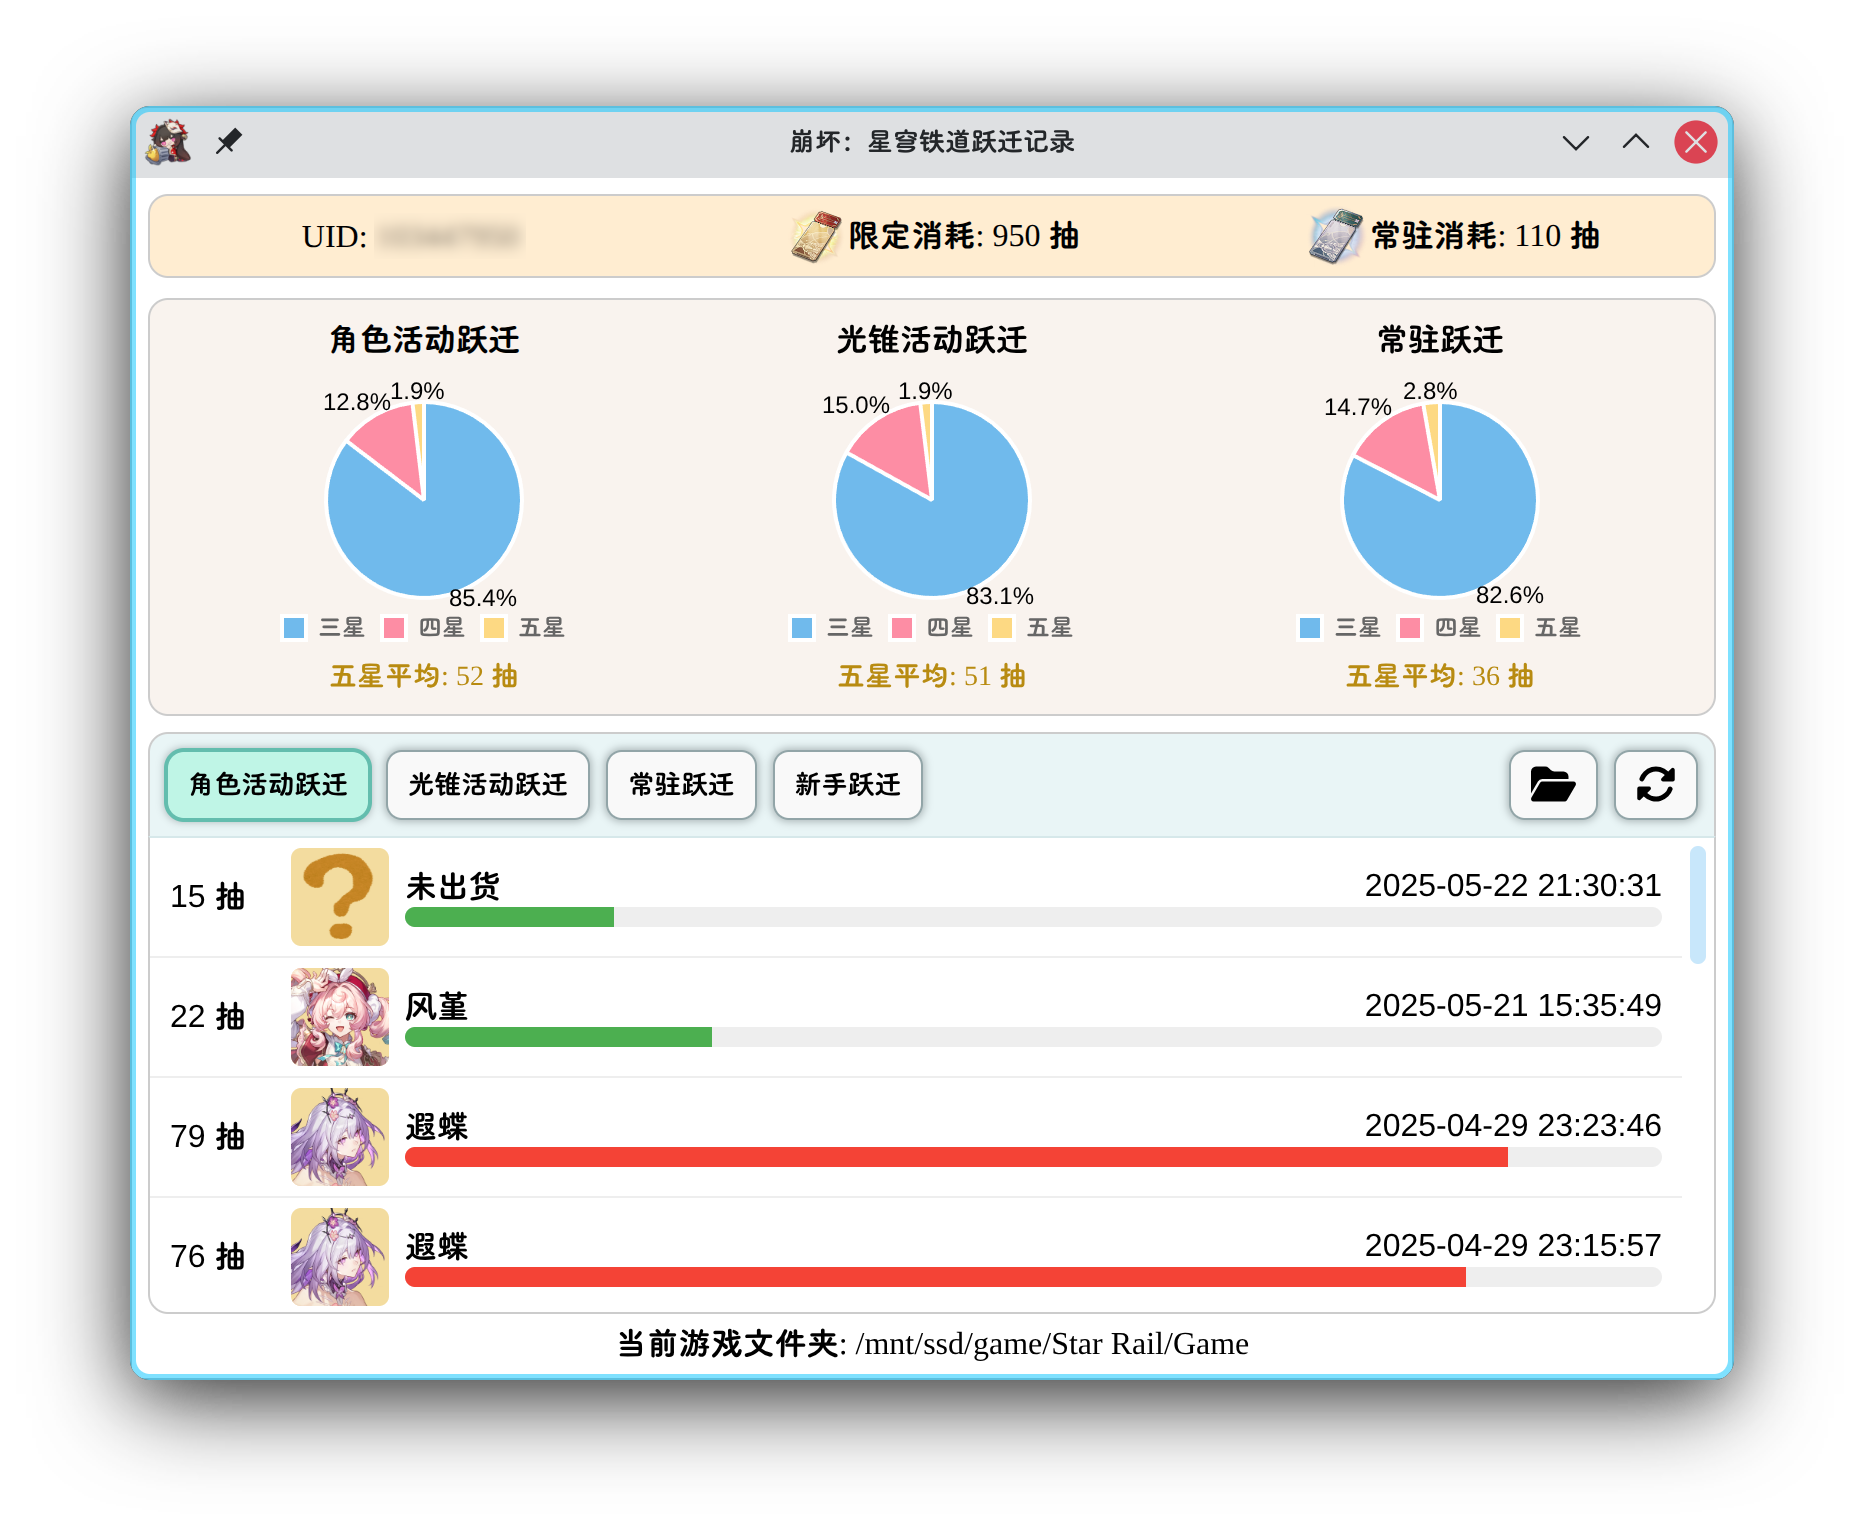 崩坏：星穹铁道跃迁记录
UID:
限定消耗: 950 抽
常驻消耗: 110 抽
角色活动跃迁
12.8%
1.9%
85.4%
三星 四星 五星
五星平均: 52 抽
光锥活动跃迁
15.0%
1.9%
83.1%
三星 四星 五星
五星平均: 51 抽
常驻跃迁
14.7%
2.8%
82.6%
三星 四星 五星
五星平均: 36 抽
角色活动跃迁 光锥活动跃迁 常驻跃迁 新手跃迁
15 抽 未出货 2025-05-22 21:30:31
22 抽 风堇 2025-05-21 15:35:49
79 抽 遐蝶 2025-04-29 23:23:46
76 抽 遐蝶 2025-04-29 23:15:57
当前游戏文件夹: /mnt/ssd/game/Star Rail/Game